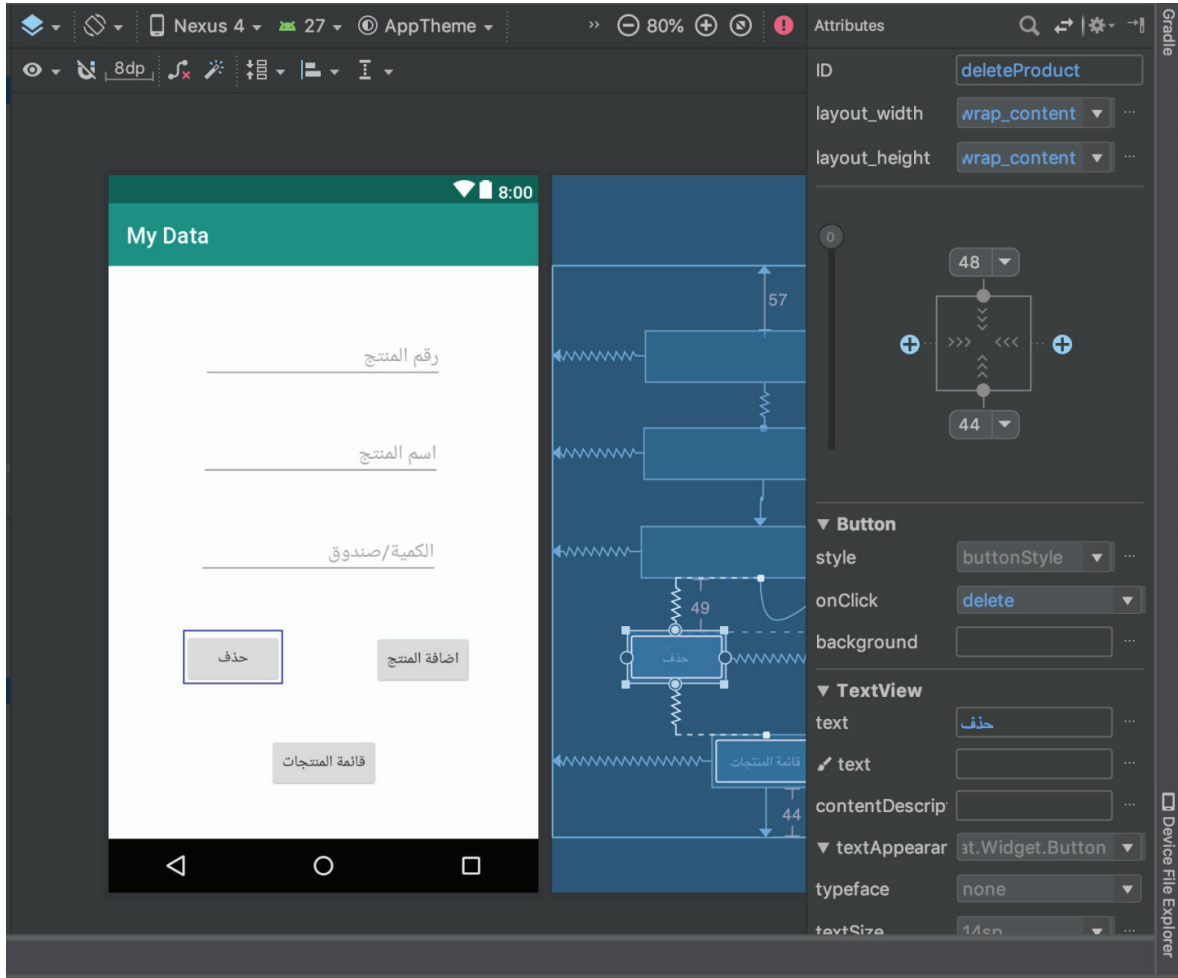 Nexus 4
27
AppTheme
80%
Attributes
8dp
ID
deleteProduct
layout_width
wrap_content
layout_height
wrap_content
8:00
My Data
رقم المنتج
اسم المنتج
الكمية/صندوق
حذف
اضافة المنتج
قائمة المنتجات
57
49
حذف
قائمة المنتجات
44
0
48
44
Button
style
buttonStyle
onClick
delete
background
TextView
text
حذف
text
contentDescrip
textAppearar
at.Widget.Button
typeface
none
textSize
14sp
Gradle
Device File Explorer